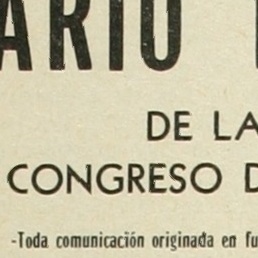 ARIO
DE LA
CONGRESO D
-Toda comunicación originada en fu